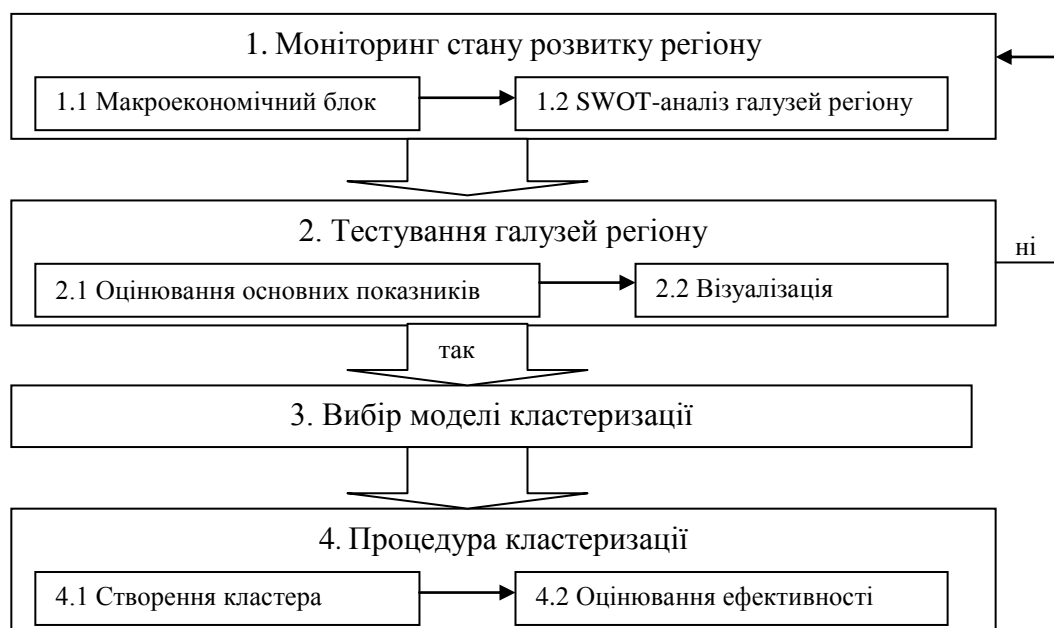 1. Моніторинг стану розвитку регіону
1.1 Макроекономічний блок
1.2 SWOT-аналіз галузей регіону
2. Тестування галузей регіону
ні
2.1 Оцінювання основних показників
2.2 Візуалізація
так
3. Вибір моделі кластеризації
4. Процедура кластеризації
4.1 Створення кластера
4.2 Оцінювання ефективності